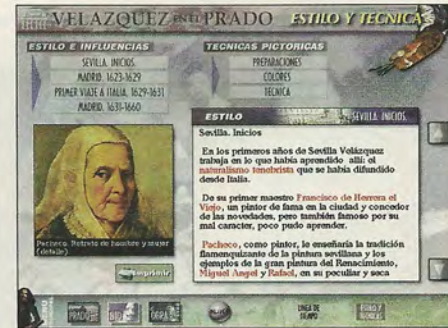 VELAZQUEZ EN EL PRADO
ESTILO Y TECNICA
ESTILO E INFLUENCIAS
SEVILLA. INICIOS.
MADRID. 1623-1629
PRIMER VIAJE A ITALIA. 1629-1631
MADRID. 1631-1660
TECNICAS PICTORICAS
PREPARACIONES
COLORES
TECNICA
ESTILO
SEVILLA. INICIOS.
Sevilla. Inicios
En los primeros años de Sevilla Velázquez
trabaja en lo que había aprendido allí: el
naturalismo tenebrista que se había difundido
desde Italia.
De su primer maestro Francisco de Herrera el
Viejo, un pintor de fama en la ciudad y concedor
de las novedades, pero también famoso por su
mal caracter, poco pudo aprender.
Pacheco, como pintor, le enseñaría la tradición
flamenquizante de la pintura sevillana y los
ejemplos de la gran pintura del Renacimiento,
Miguel Angel y Rafael, en su peculiar y seca
Pacheco. Retrato de hombre y mujer
(detalle)
Imprimir
MENU
PRADO
BIO
OBRA
LINEA DE
TIEMPO